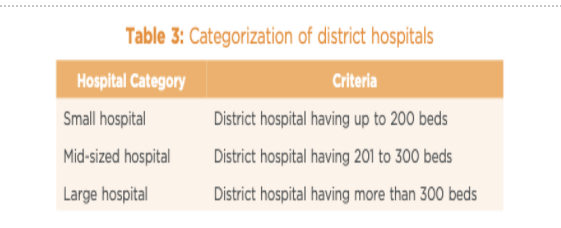 Table 3: Categorization of district hospitals
Hospital Category Criteria
Small hospital District hospital having up to 200 beds
Mid-sized hospital District hospital having 201 to 300 beds
Large hospital District hospital having more than 300 beds